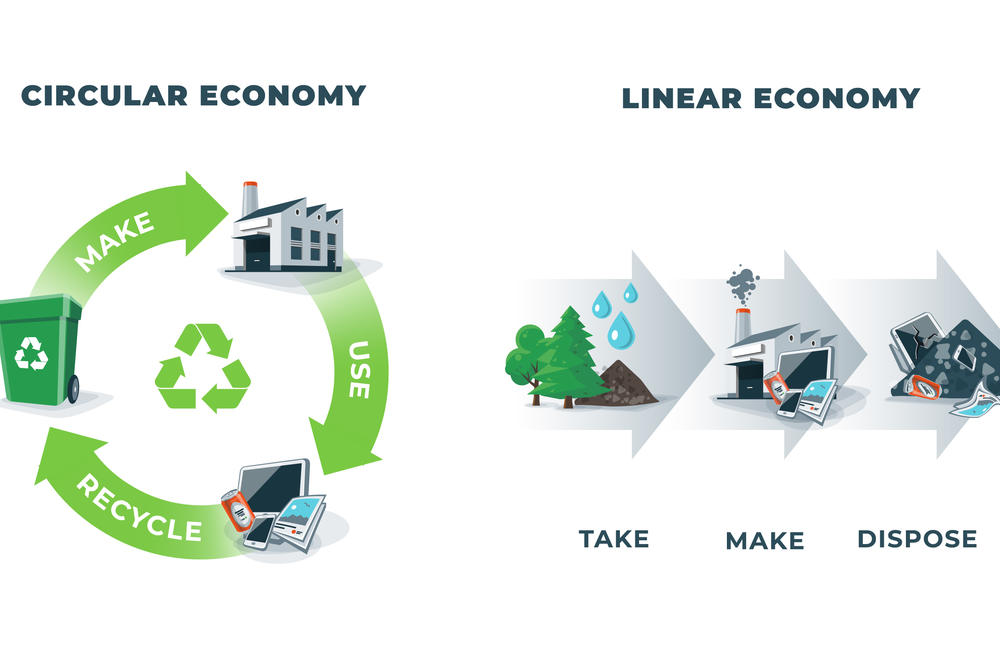 CIRCULAR ECONOMY
MAKE
USE
RECYCLE
LINEAR ECONOMY
TAKE
MAKE
DISPOSE